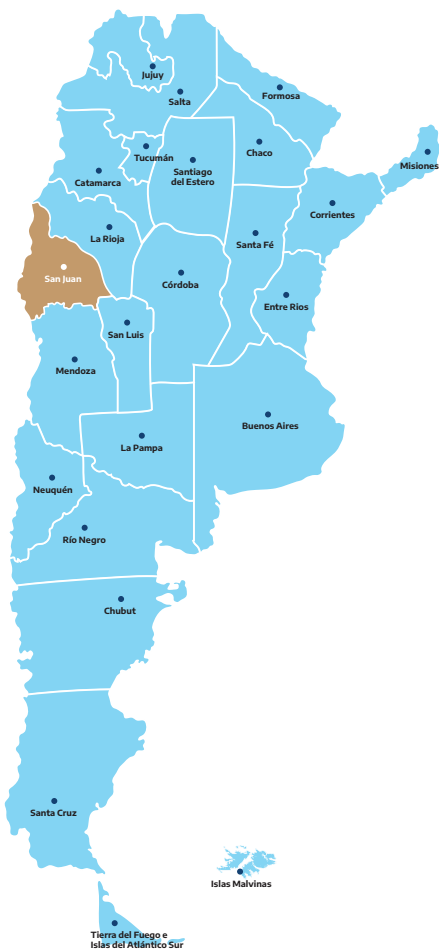 Jujuy
Salta
Formosa
Tucumán
Santiago
del Estero
Chaco
Misiones
Catamarca
Corrientes
La Rioja
Santa Fé
San Juan
Córdoba
Entre Rios
San Luis
Mendoza
Buenos Aires
La Pampa
Neuquén
Río Negro
Chubut
Santa Cruz
Islas Malvinas
Tierra del Fuego e
Islas del Atlántico Sur